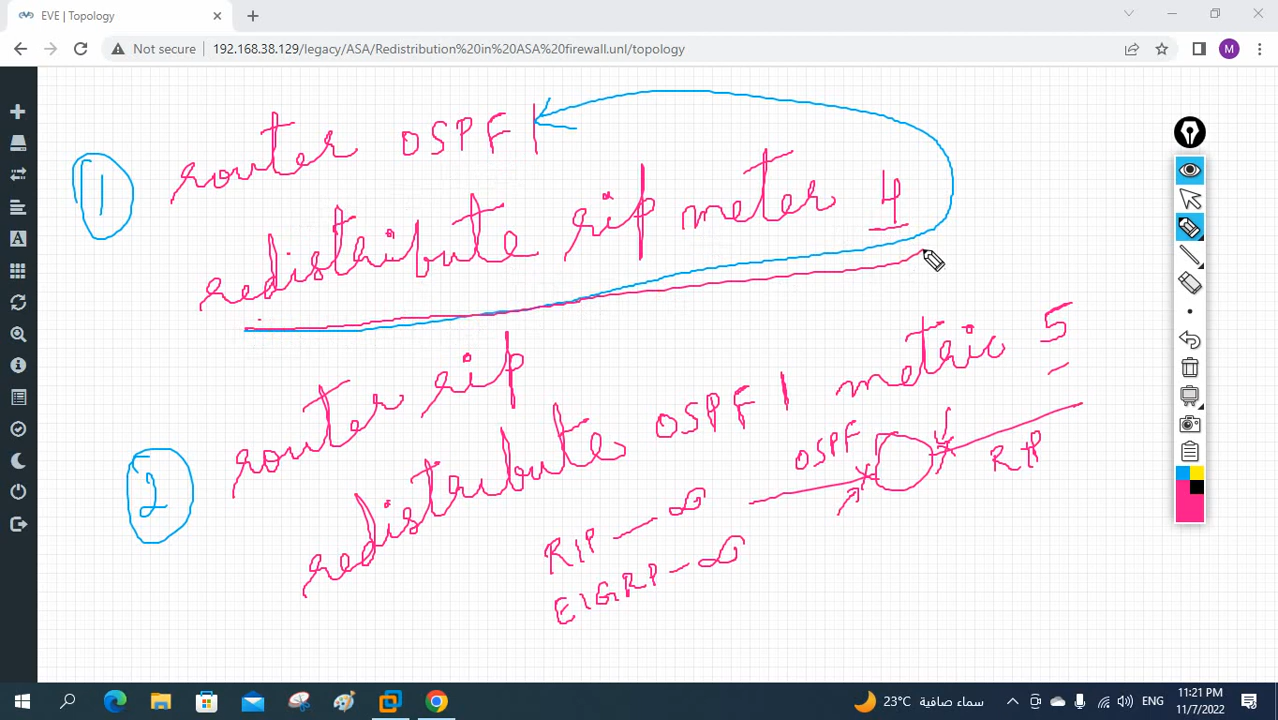 EVE | Topology
Not secure
192.168.38.129/legacy/ASA/Redistribution%20in%20ASA%20firewall.unl/topology
M
1
router OSPF 1
redistribute rip meter 4
2
router rip
redistribute OSPF 1 metric 5
OSPF
RIP
RIP - ∞
EIGRP - ∞
A
23°C سماء صافية
ENG
11:21 PM
11/7/2022